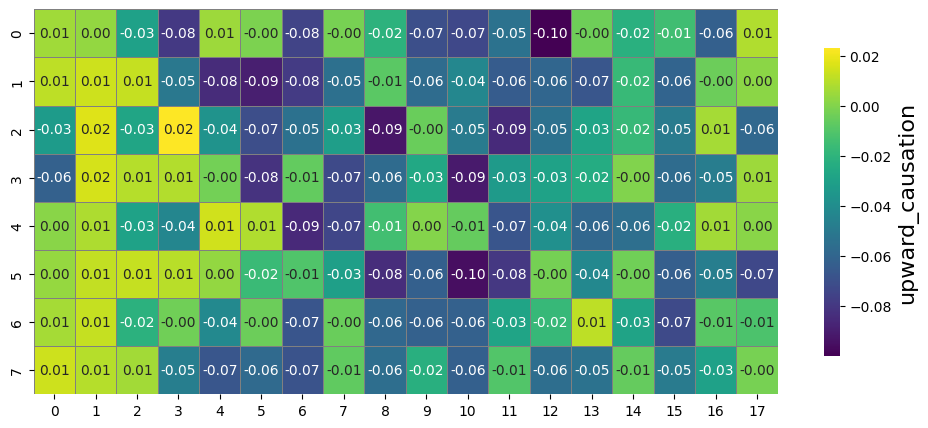 0 0.01 0.00 -0.03 -0.08 0.01 -0.00 -0.08 -0.00 -0.02 -0.07 -0.07 -0.05 -0.10 -0.00 -0.02 -0.01 -0.06 0.01
1 0.01 0.01 0.01 -0.05 -0.08 -0.09 -0.08 -0.05 -0.01 -0.06 -0.04 -0.06 -0.06 -0.07 -0.02 -0.06 -0.00 0.00
2 -0.03 0.02 -0.03 0.02 -0.04 -0.07 -0.05 -0.03 -0.09 -0.00 -0.05 -0.09 -0.05 -0.03 -0.02 -0.05 0.01 -0.06
3 -0.06 0.02 0.01 0.01 -0.00 -0.08 -0.01 -0.07 -0.06 -0.03 -0.09 -0.03 -0.03 -0.02 -0.00 -0.06 -0.05 0.01
4 0.00 0.01 -0.03 -0.04 0.01 0.01 -0.09 -0.07 -0.01 0.00 -0.01 -0.07 -0.04 -0.06 -0.06 -0.02 0.01 0.00
5 0.00 0.01 0.01 0.01 0.00 -0.02 -0.01 -0.03 -0.08 -0.06 -0.10 -0.08 -0.00 -0.04 -0.00 -0.06 -0.05 -0.07
6 0.01 0.01 -0.02 -0.00 -0.04 -0.00 -0.07 -0.00 -0.06 -0.06 -0.06 -0.03 -0.02 0.01 -0.03 -0.07 -0.01 -0.01
7 0.01 0.01 0.01 -0.05 -0.07 -0.06 -0.07 -0.01 -0.06 -0.02 -0.06 -0.01 -0.06 -0.05 -0.01 -0.05 -0.03 -0.00
0 1 2 3 4 5 6 7 8 9 10 11 12 13 14 15 16 17
0.02
0.00
−0.02
−0.04
−0.06
−0.08
upward_causation